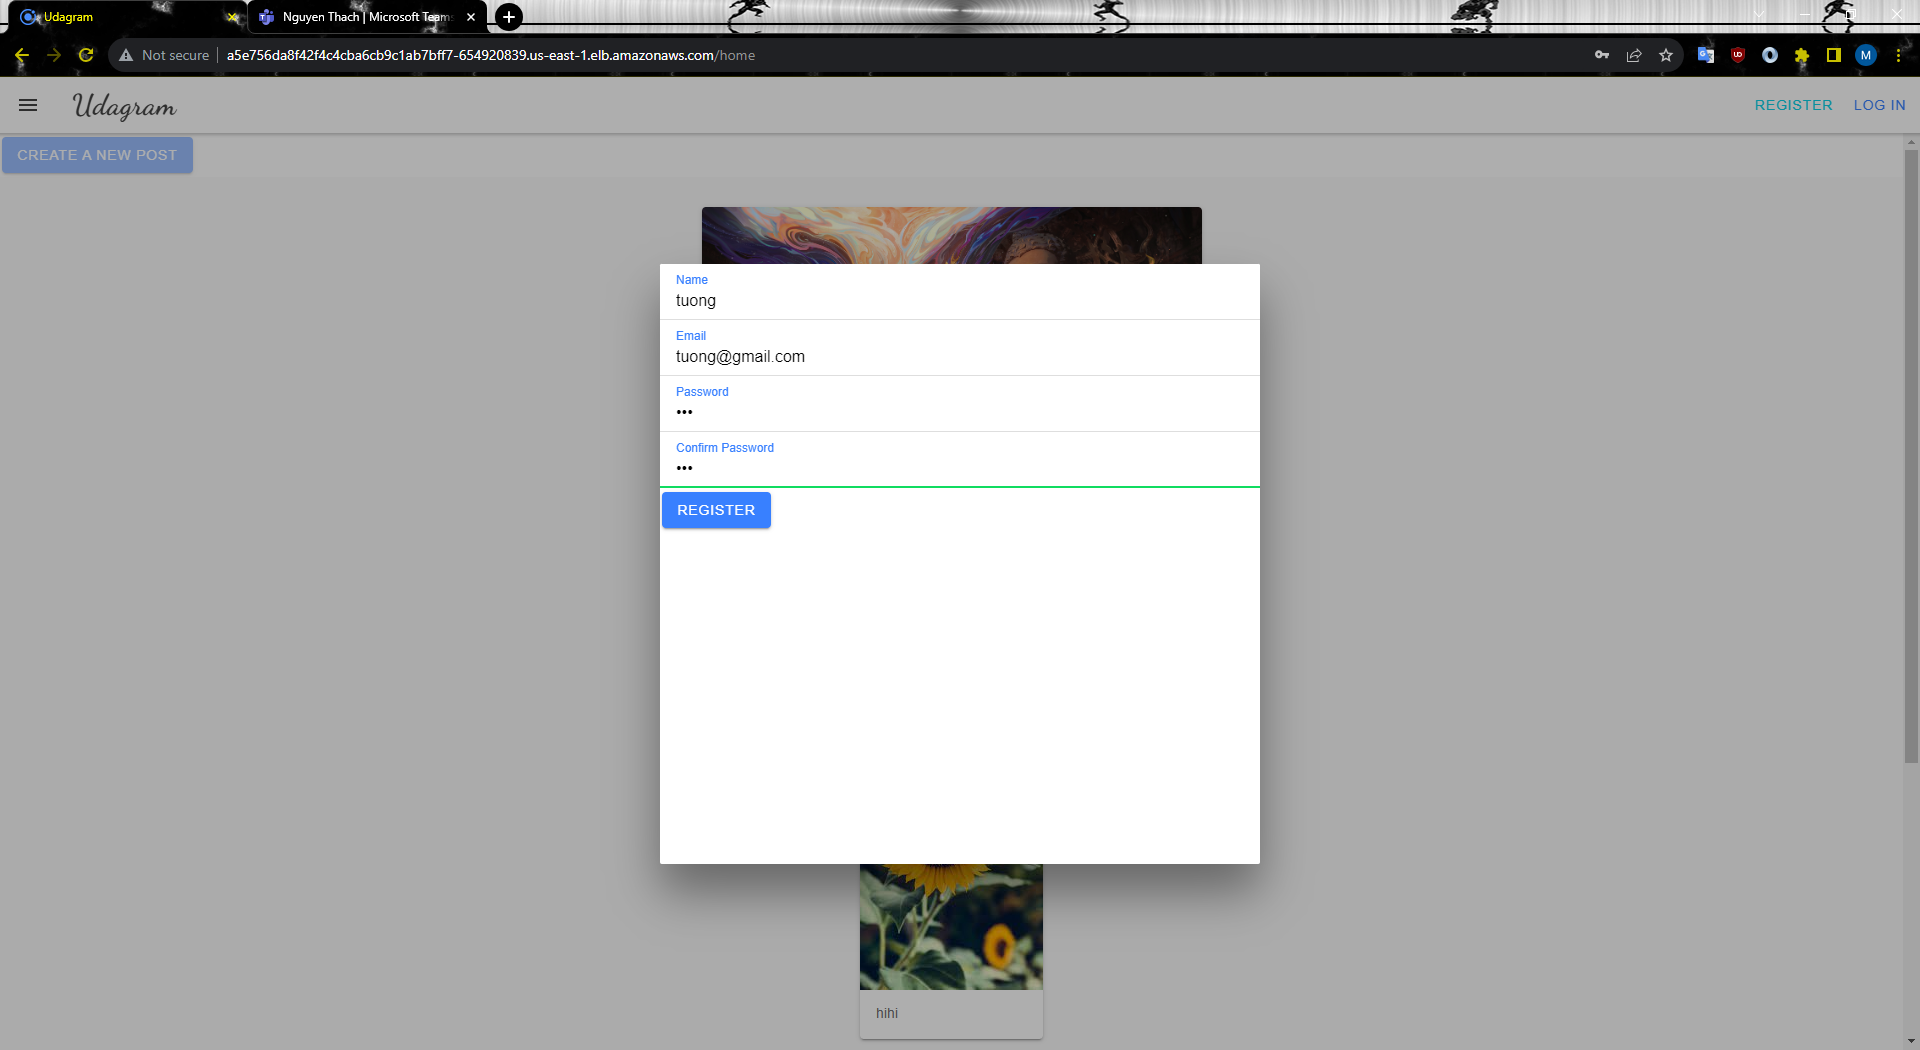 Udagram
Nguyen Thach | Microsoft Teams
Not secure
a5e756da8f42f4c4cba6cb9c1ab7bff7-654920839.us-east-1.elb.amazonaws.com/home
M
Udagram
REGISTER
LOG IN
CREATE A NEW POST
Name
tuong
Email
tuong@gmail.com
Password
•••
Confirm Password
•••
REGISTER
hihi